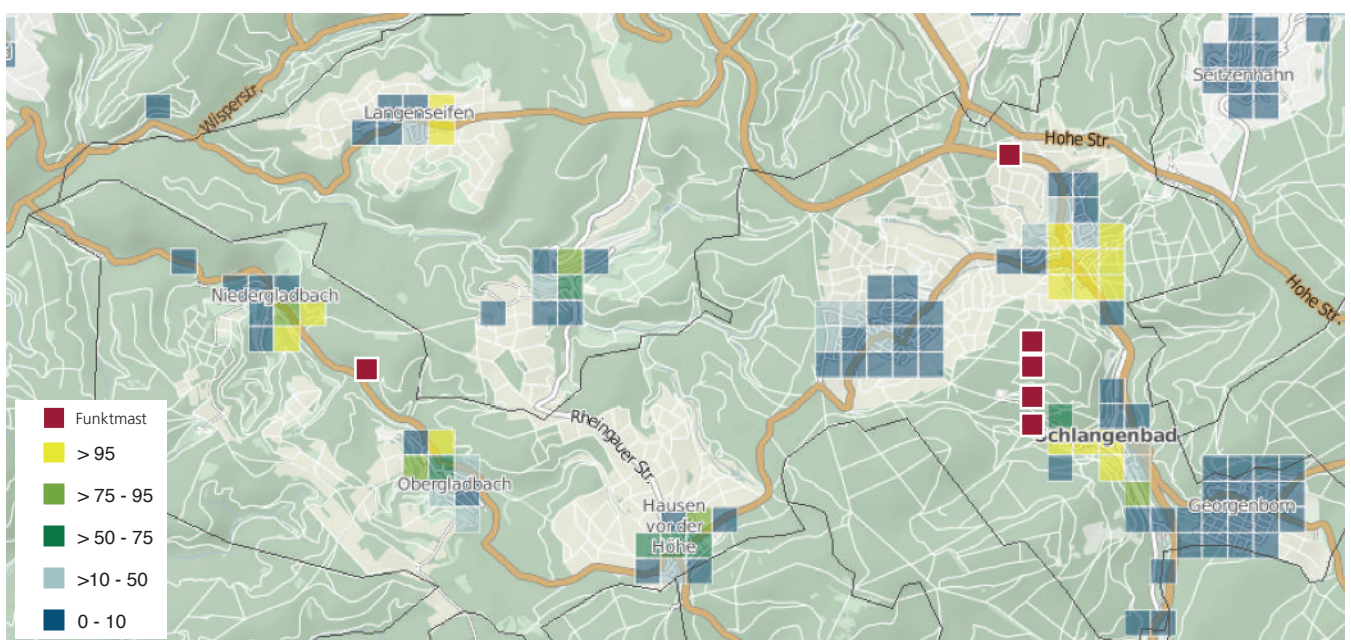 Seitzenhahn
Wisperstr.
Langenseifen
Hohe Str.
Hohe Str.
Niedergladbach
Funktmast
> 95
> 75 - 95
> 50 - 75
>10 - 50
0 - 10
Rheingauer Str.
Schlangenbad
Obergladbach
Hausen
vor der
Höhe
Georgenborn